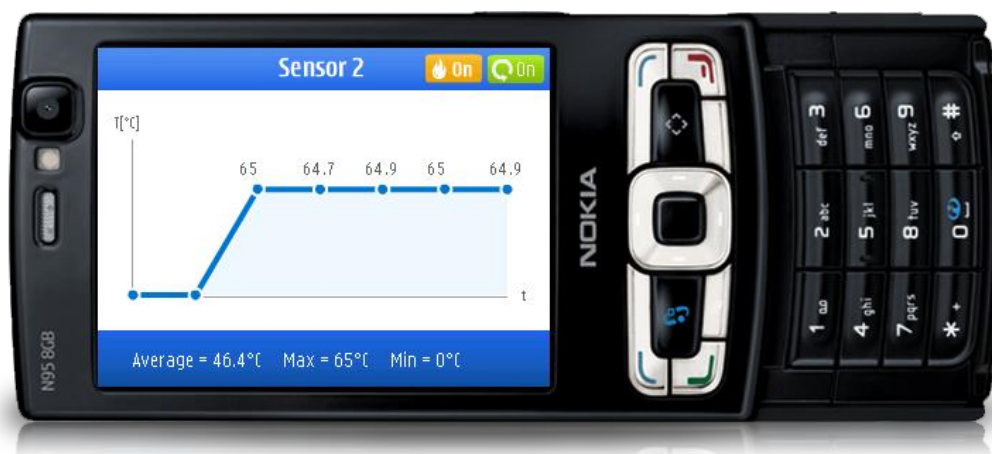 Sensor 2
On
On
T[°C]
65 64.7 64.9 65 64.9
t
Average = 46.4°C Max = 65°C Min = 0°C
N95 8GB
NOKIA
3 def
6 mno
9 wxyz
#
2 abc
5 jkl
8 tuv
0
1
4 ghi
7 pqrs
* +